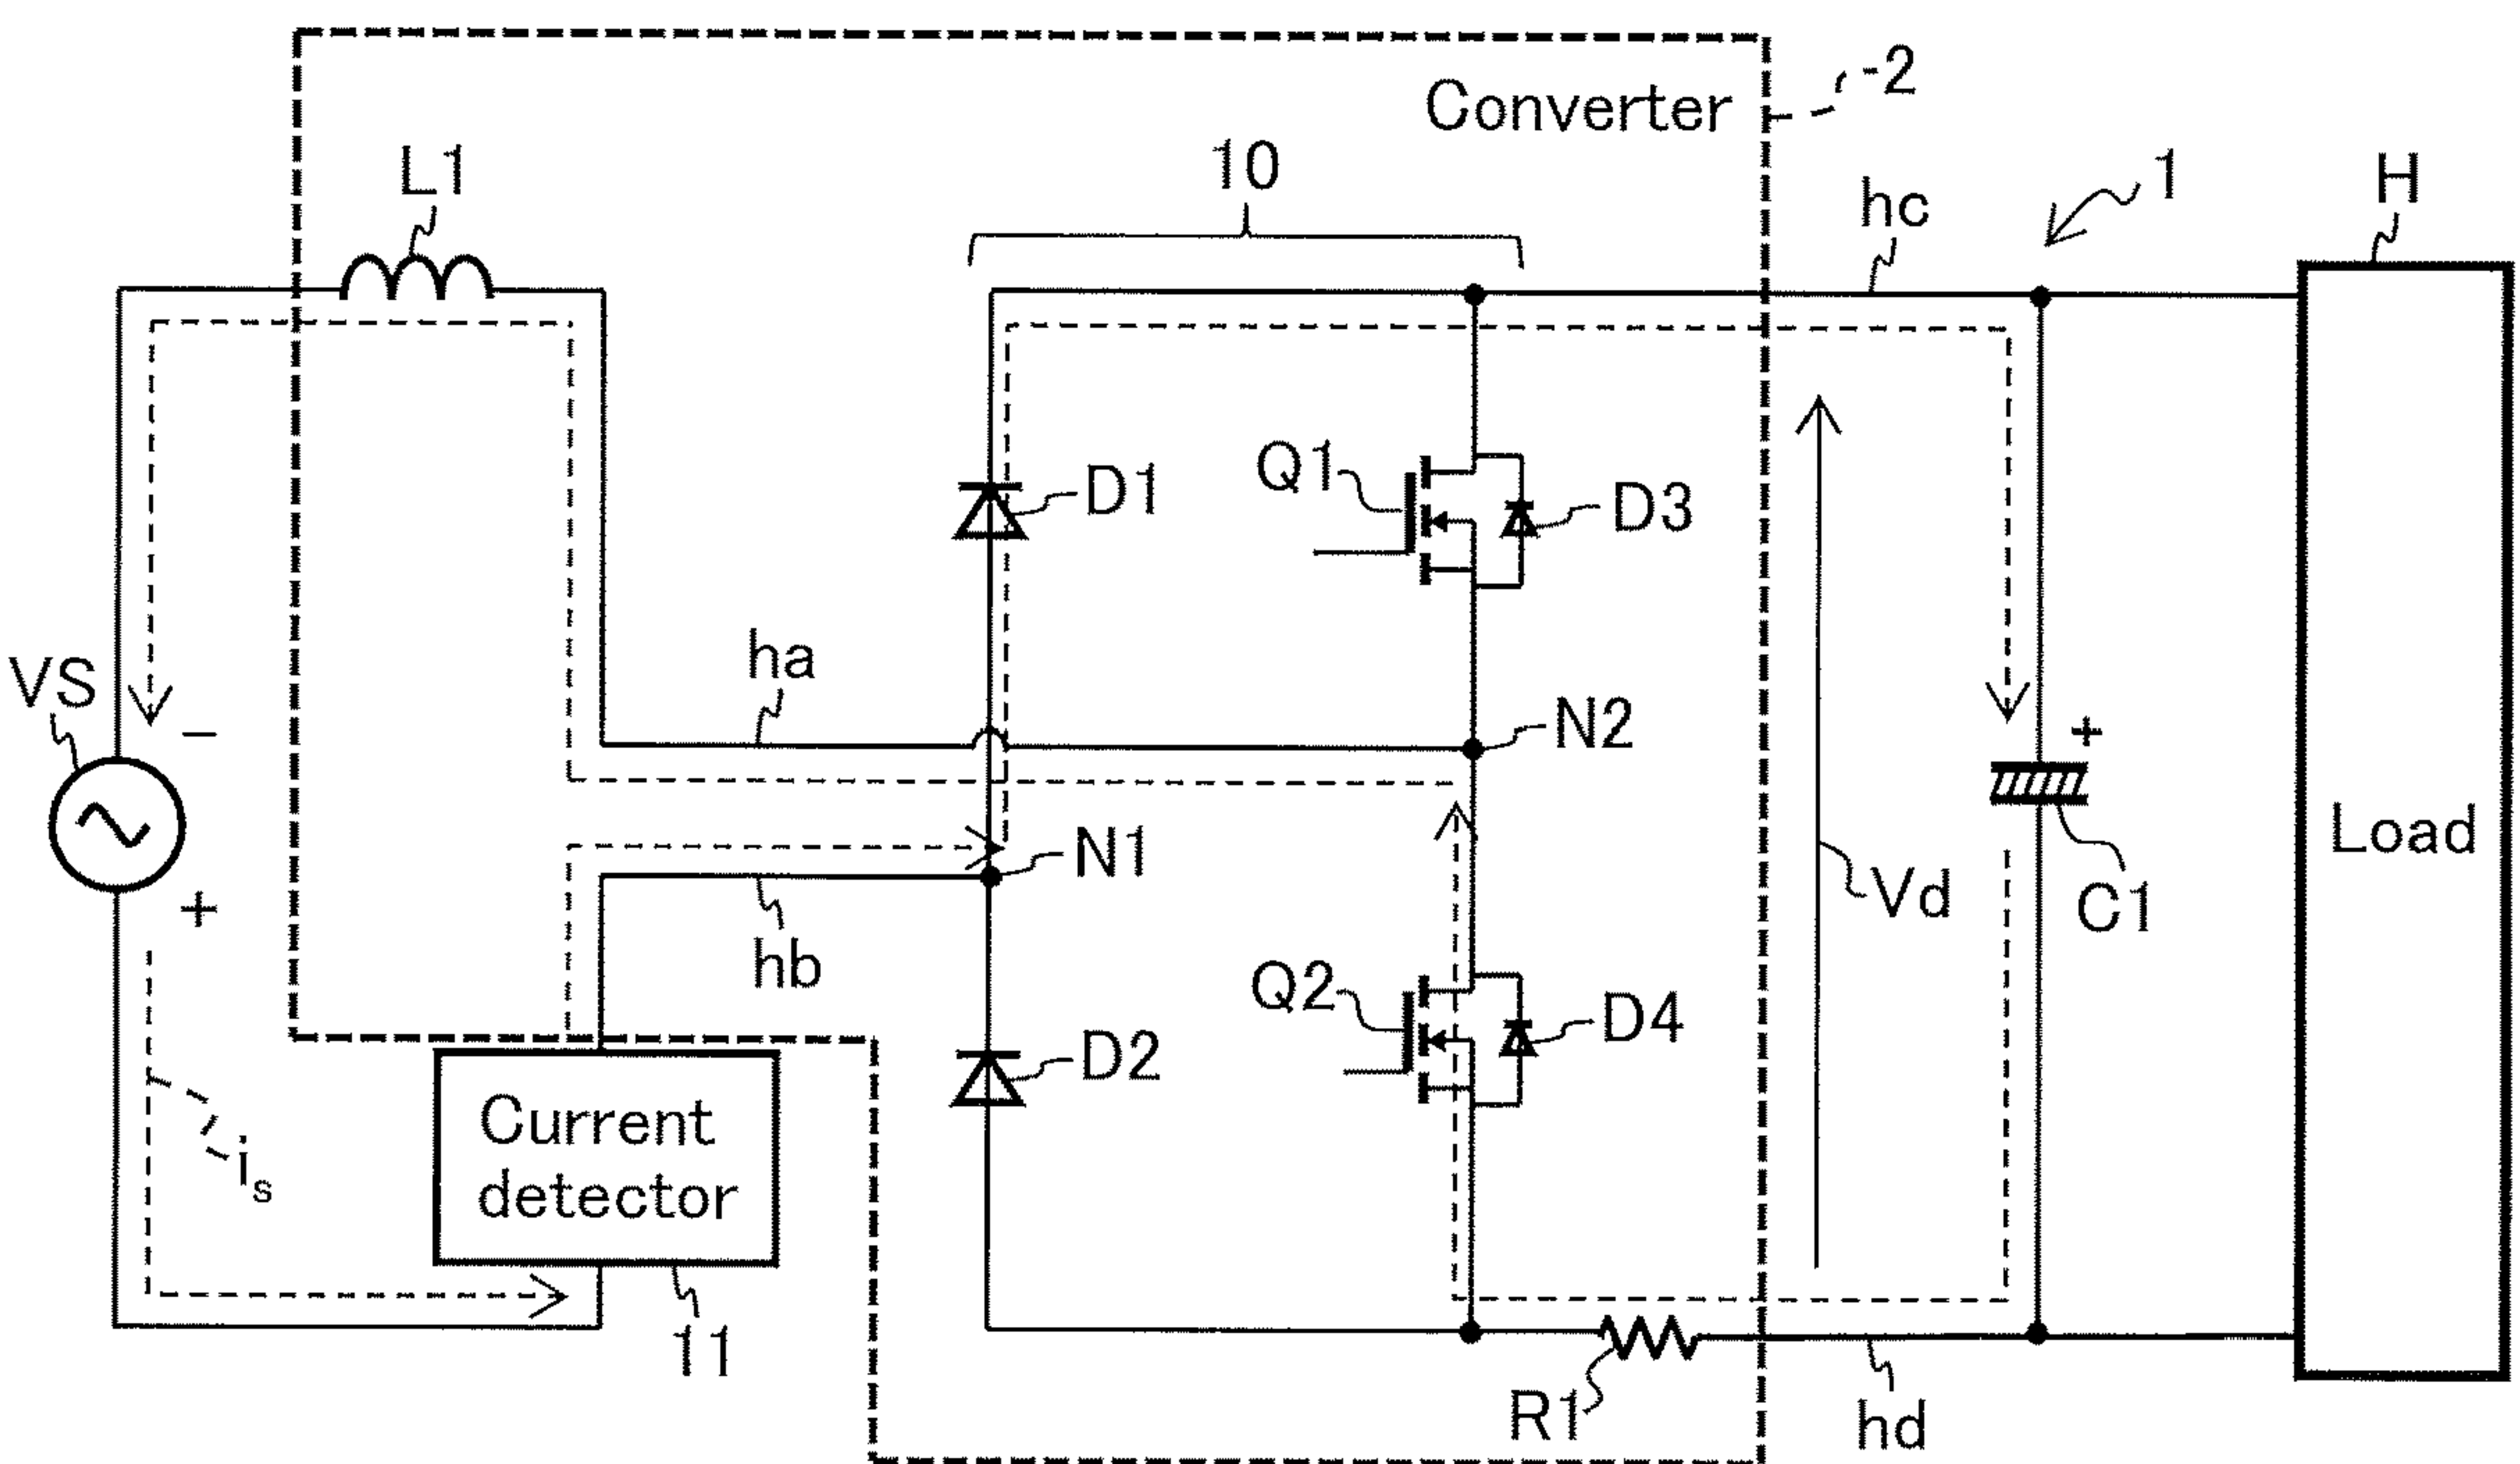 Converter
2
L1
10
hc
1
H
Q1
D1
D3
ha
VS
−
N2
+
Load
N1
Vd
C1
+
hb
Q2
D4
D2
is
Current
detector
11
R1
hd